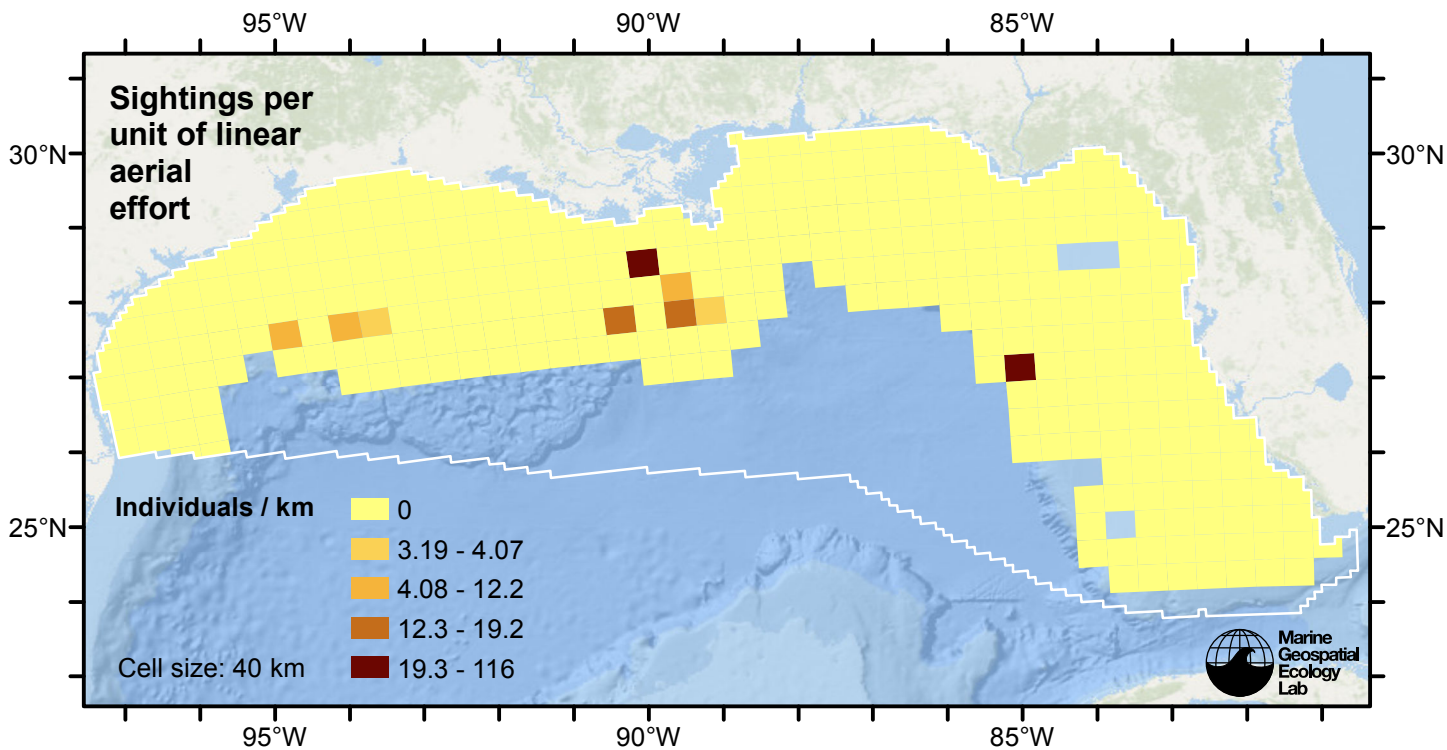 95°W 90°W 85°W
Sightings per
unit of linear
aerial
effort
30°N 30°N
25°N 25°N
Individuals / km
0
3.19 - 4.07
4.08 - 12.2
12.3 - 19.2
19.3 - 116
Cell size: 40 km
Marine
Geospatial
Ecology
Lab
95°W 90°W 85°W